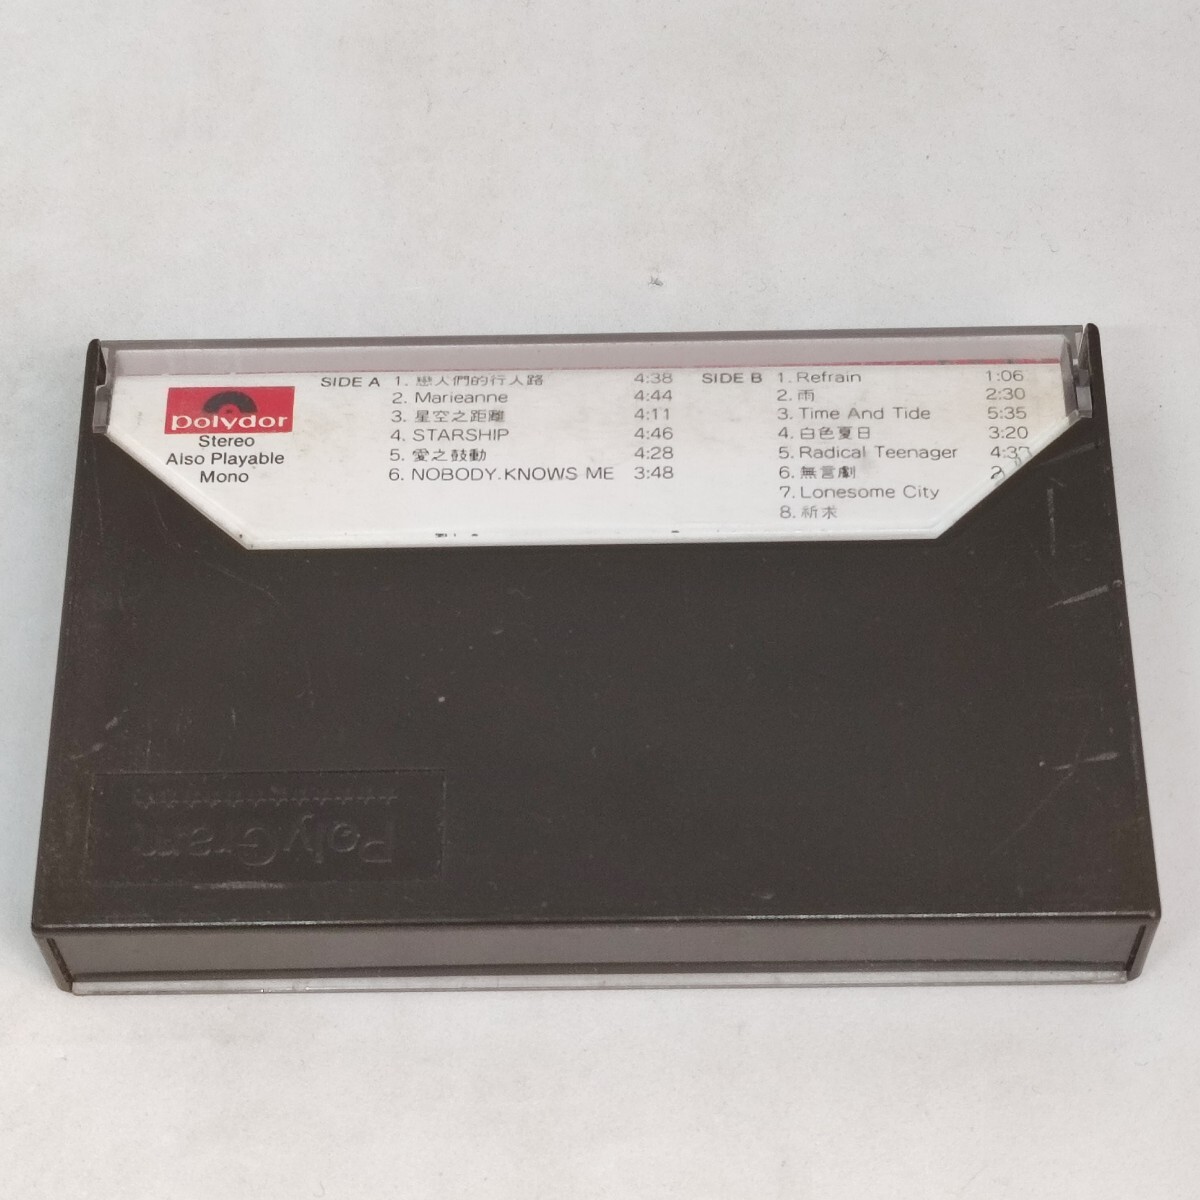 polydor
Stereo
Also Playable
Mono
SIDE A 1. 戀人們的行人路 4:38
2. Marieanne 4:44
3. 星空之距離 4:11
4. STARSHIP 4:46
5. 愛之鼓動 4:28
6. NOBODY.KNOWS ME 3:48
SIDE B 1. Refrain 1:06
2. 雨 2:30
3. Time And Tide 5:35
4. 白色夏日 3:20
5. Radical Teenager 4:37
6. 無言劇
7. Lonesome City
8. 祈求
PolyGram